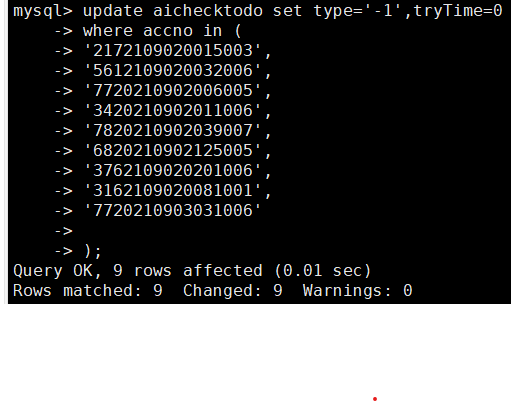 mysql> update aichecktodo set type='-1',tryTime=0
    -> where accno in (
    -> '2172109020015003',
    -> '5612109020032006',
    -> '7720210902006005',
    -> '3420210902011006',
    -> '7820210902039007',
    -> '6820210902125005',
    -> '3762109020201006',
    -> '3162109020081001',
    -> '7720210903031006'
    ->
    -> );
Query OK, 9 rows affected (0.01 sec)
Rows matched: 9  Changed: 9  Warnings: 0